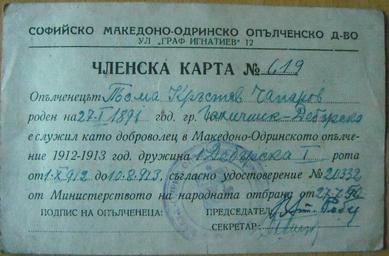 СОФИЙСКО МАКЕДОНО-ОДРИНСКО ОПЪЛЧЕНСКО Д-ВО
УЛ „ГРАФ ИГНАТИЕВ" 12
ЧЛЕНСКА КАРТА № 619
Опълченецътъ Тома Кръстев Чапаров
роден на 27-I 1891 год. гр. Галичник-Дебърско
е служил като доброволец в Македоно-Одринското опълче-
ние 1912-1913 год. дружина 1 Дебърска I рота
от 1.X.912 до 10.8.913, съгласно удостоверение № 21332
от Министерството на народната отбрана от
ПОДПИС НА ОПЪЛЧЕНЕЦА: ПРЕДСЕДАТЕЛ
СЕКРЕТАР: